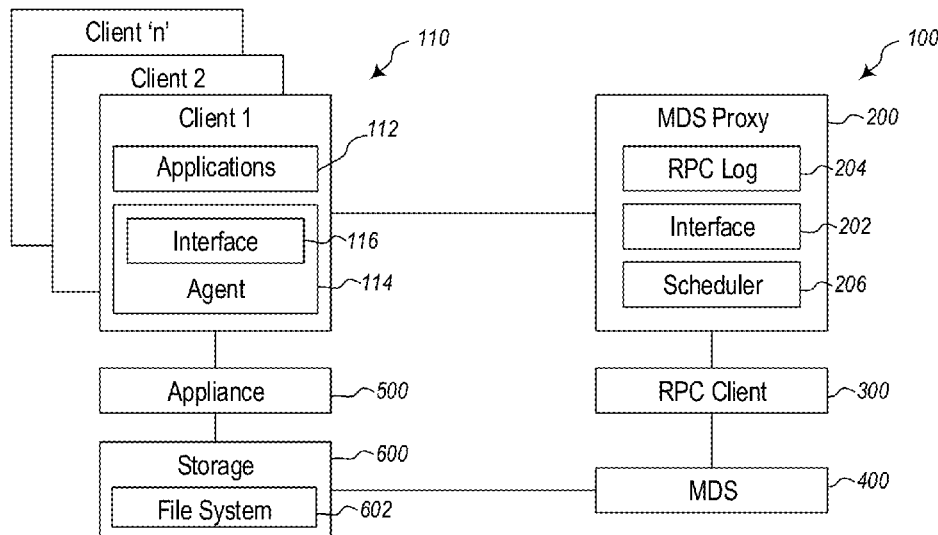 Client 'n'
Client 2
Client 1
Applications
Interface
Agent
110
112
116
114
Appliance
500
Storage
600
File System
602
100
MDS Proxy
200
RPC Log
204
Interface
202
Scheduler
206
RPC Client
300
MDS
400